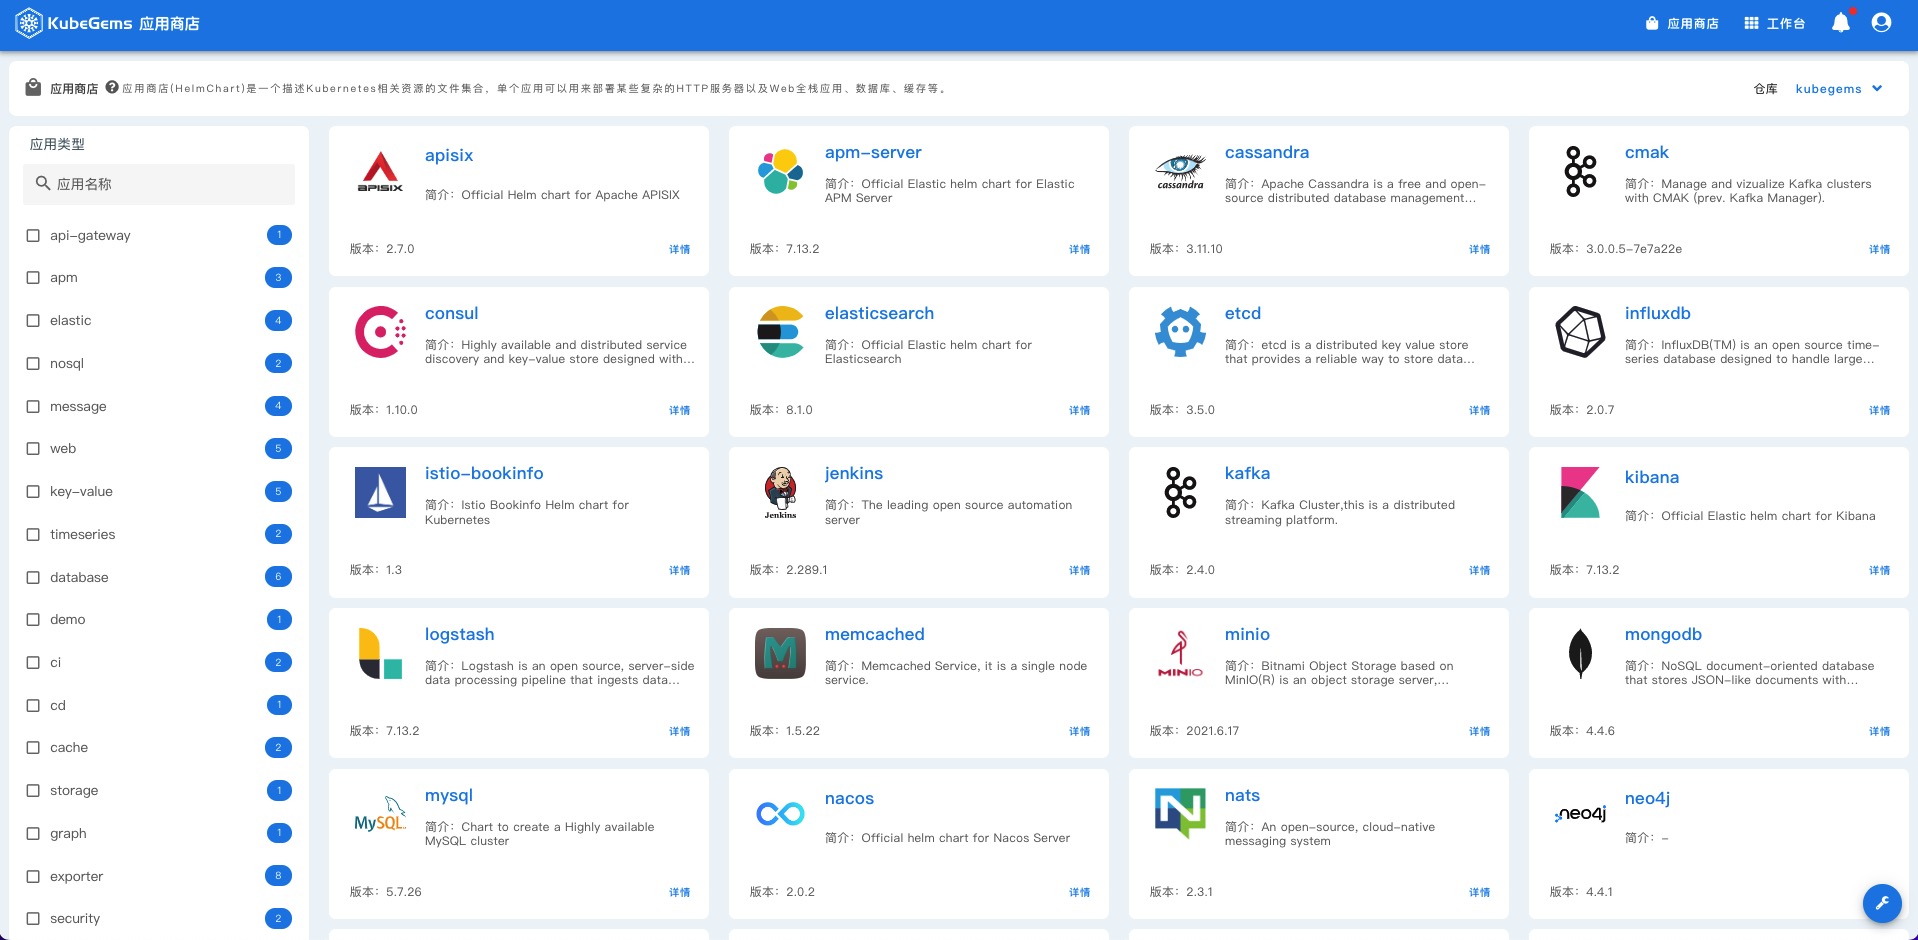 KubeGems 应用商店
应用商店
工作台
应用商店 应用商店(HelmChart)是一个描述Kubernetes相关资源的文件集合，单个应用可以用来部署某些复杂的HTTP服务器以及Web全栈应用、数据库、缓存等。
仓库 kubegems
应用类型
应用名称
api-gateway 1
apm 3
elastic 4
nosql 2
message 4
web 5
key-value 5
timeseries 2
database 6
demo 1
ci 2
cd 1
cache 2
storage 1
graph 1
exporter 8
security 2
APISIX
apisix
简介：Official Helm chart for Apache APISIX
版本：2.7.0 详情
apm-server
简介：Official Elastic helm chart for Elastic
APM Server
版本：7.13.2 详情
cassandra
cassandra
简介：Apache Cassandra is a free and open-
source distributed database management...
版本：3.11.10 详情
cmak
简介：Manage and vizualize Kafka clusters
with CMAK (prev. Kafka Manager).
版本：3.0.0.5-7e7a22e 详情
consul
简介：Highly available and distributed service
discovery and key-value store designed with...
版本：1.10.0 详情
elasticsearch
简介：Official Elastic helm chart for
Elasticsearch
版本：8.1.0 详情
etcd
简介：etcd is a distributed key value store
that provides a reliable way to store data...
版本：3.5.0 详情
influxdb
简介：InfluxDB(TM) is an open source time-
series database designed to handle large...
版本：2.0.7 详情
istio-bookinfo
简介：Istio Bookinfo Helm chart for
Kubernetes
版本：1.3 详情
Jenkins
jenkins
简介：The leading open source automation
server
版本：2.289.1 详情
kafka
简介：Kafka Cluster,this is a distributed
streaming platform.
版本：2.4.0 详情
kibana
简介：Official Elastic helm chart for Kibana
版本：7.13.2 详情
logstash
简介：Logstash is an open source, server-side
data processing pipeline that ingests data...
版本：7.13.2 详情
M
memcached
简介：Memcached Service, it is a single node
service.
版本：1.5.22 详情
MINIO
minio
简介：Bitnami Object Storage based on
MinIO(R) is an object storage server,...
版本：2021.6.17 详情
mongodb
简介：NoSQL document-oriented database
that stores JSON-like documents with...
版本：4.4.6 详情
MySQL
mysql
简介：Chart to create a Highly available
MySQL cluster
版本：5.7.26 详情
nacos
简介：Official helm chart for Nacos Server
版本：2.0.2 详情
N
nats
简介：An open-source, cloud-native
messaging system
版本：2.3.1 详情
neo4j
neo4j
简介：-
版本：4.4.1